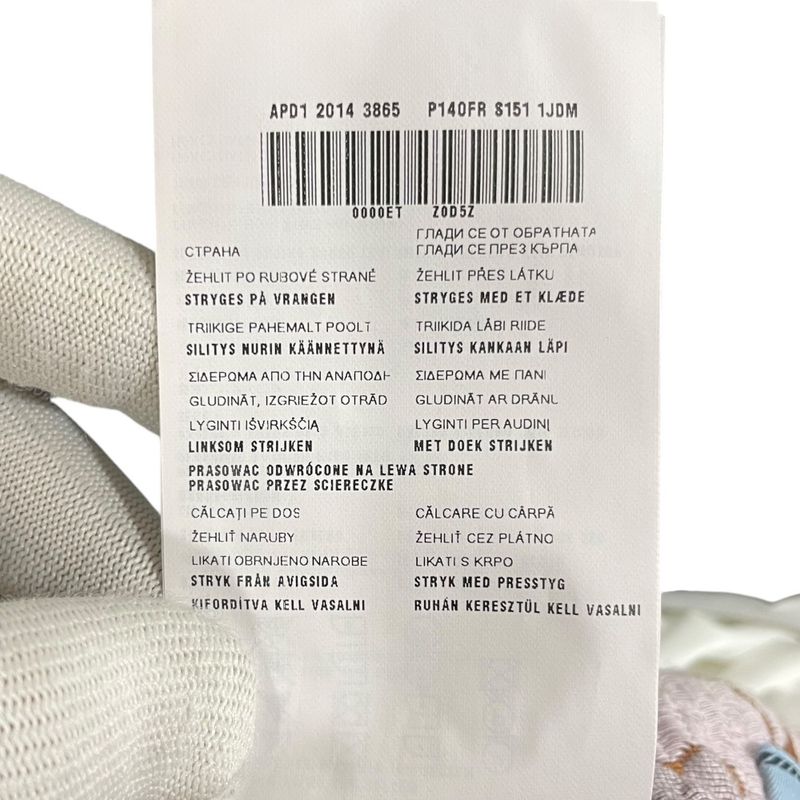 APD1 2014 3865 P140FR S151 1JDM
0000ET Z0D5Z
ГЛАДИ СЕ ОТ ОБРАТНАТА
СТРАНА ГЛАДИ СЕ ПРЕЗ КЪРПА
ŽEHLIT PO RUBOVÉ STRANĚ ŽEHLIT PŘES LÁTKU
STRYGES PÅ VRANGEN STRYGES MED ET KLÆDE
TRIIKIGE PAHEMALT POOLT TRIIKIDA LÄBI RIIDE
SILITYS NURIN KÄÄNNETTYNÄ SILITYS KANKAAN LÄPI
ΣΙΔΕΡΩΜΑ ΑΠΟ ΤΗΝ ΑΝΑΠΟΔΗ ΣΙΔΕΡΩΜΑ ΜΕ ΠΑΝΙ
GLUDINĀT, IZGRIEŽOT OTRĀD GLUDINĀT AR DRĀNU
LYGINTI IŠVIRKŠČIĄ LYGINTI PER AUDINĮ
LINKSOM STRIJKEN MET DOEK STRIJKEN
PRASOWAC ODWRÓCONE NA LEWA STRONE
PRASOWAC PRZEZ SCIERECZKE
CĂLCAȚI PE DOS CĂLCARE CU CÂRPĂ
ŽEHLIŤ NARUBY ŽEHLIŤ CEZ PLÁTNO
LIKATI OBRNJENO NAROBE LIKATI S KRPO
STRYK FRÅN AVIGSIDA STRYK MED PRESSTYG
KIFORDÍTVA KELL VASALNI RUHÁN KERESZTÜL KELL VASALNI